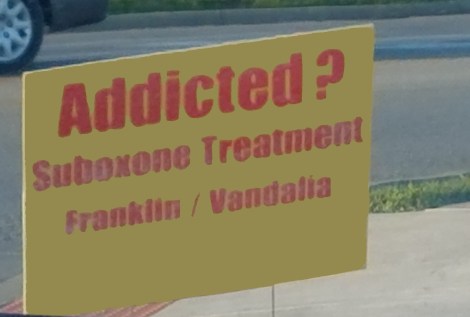 Addicted?
Suboxone Treatment
Franklin / Vandalia